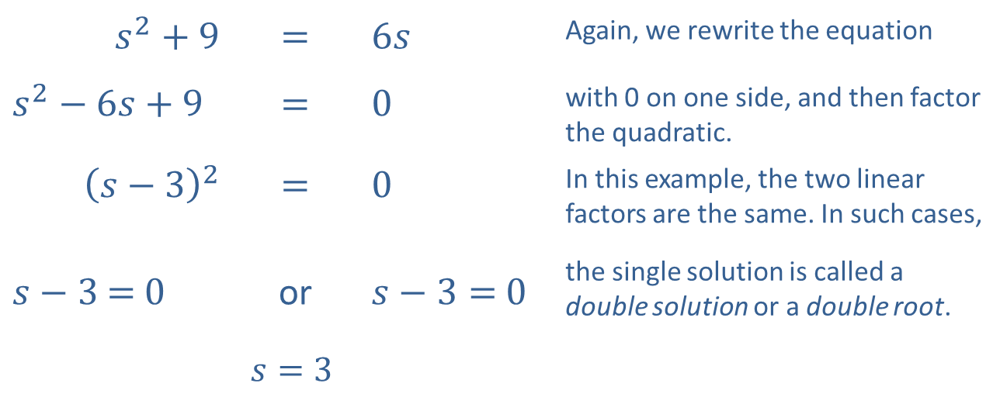 s² + 9 = 6s Again, we rewrite the equation
s² − 6s + 9 = 0 with 0 on one side, and then factor
the quadratic.
(s − 3)² = 0 In this example, the two linear
factors are the same. In such cases,
the single solution is called a
s − 3 = 0 or s − 3 = 0 double solution or a double root.
s = 3